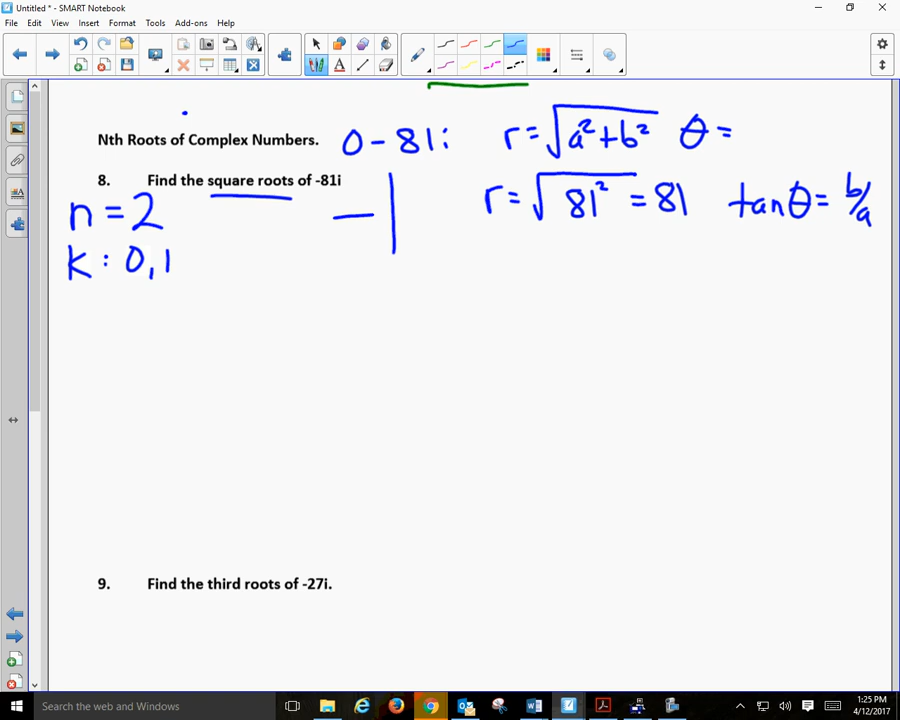 Untitled * - SMART Notebook
File Edit View Insert Format Tools Add-ons Help
Nth Roots of Complex Numbers. 0 - 81i r = √a² + b² θ =
8. Find the square roots of -81i
n = 2 r = √81² = 81 tan θ = b/a
k : 0, 1
9. Find the third roots of -27i.
Search the web and Windows
1:25 PM
4/12/2017